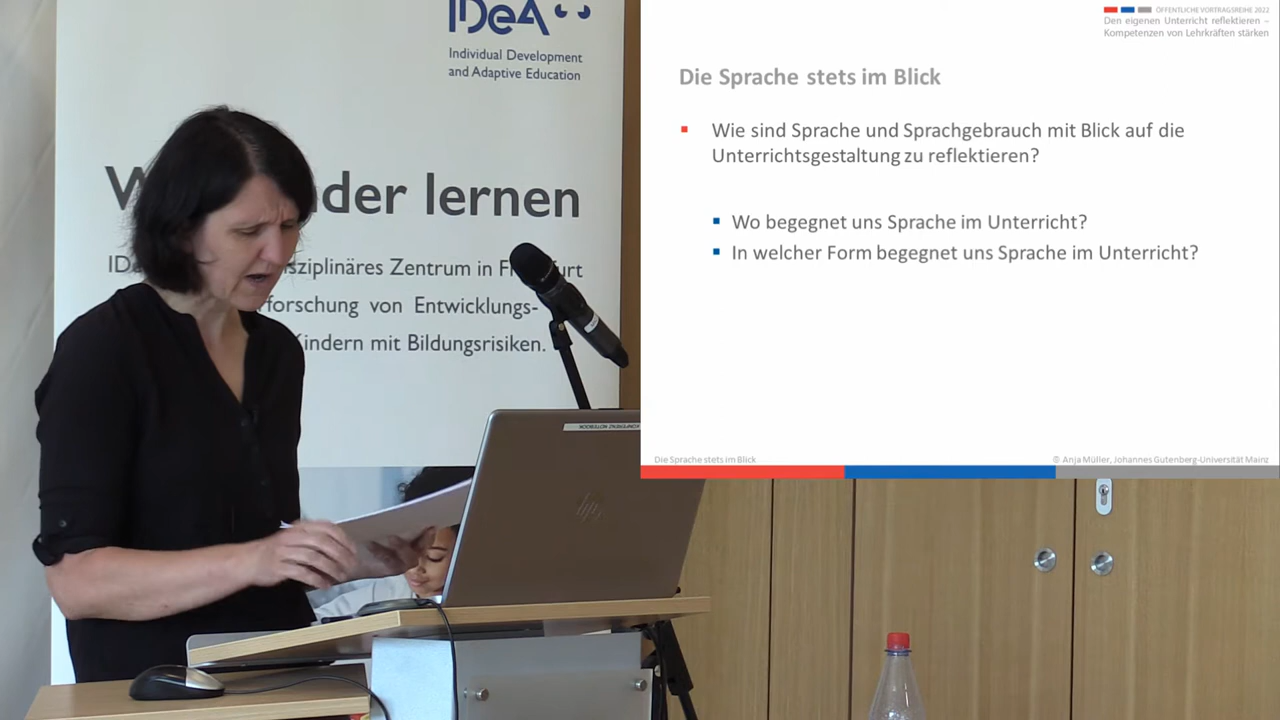 IDeA
Individual Development
and Adaptive Education
der lernen
disziplinäres Zentrum in
forschung von Entwicklungs-
Kindern mit Bildungsrisiken.
ÖFFENTLICHE VORTRAGSREIHE 2022
Den eigenen Unterricht reflektieren –
Kompetenzen von Lehrkräften stärken
Die Sprache stets im Blick
Wie sind Sprache und Sprachgebrauch mit Blick auf die
Unterrichtsgestaltung zu reflektieren?
Wo begegnet uns Sprache im Unterricht?
In welcher Form begegnet uns Sprache im Unterricht?
Die Sprache stets im Blick
© Anja Müller, Johannes Gutenberg-Universität Mainz
hp